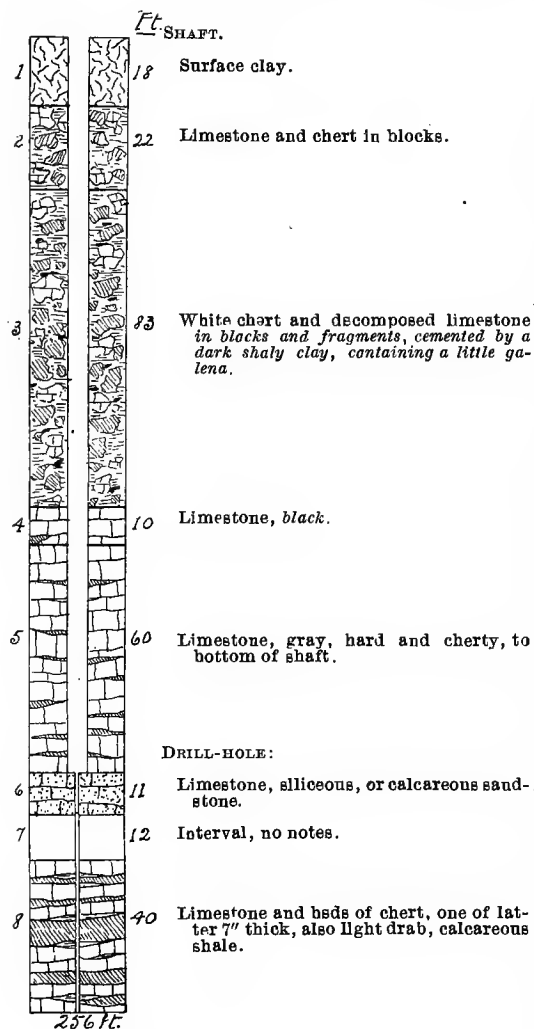 Ft. SHAFT.
1 18 Surface clay.
2 22 Limestone and chert in blocks.
3 83 White chert and decomposed limestone
in blocks and fragments, cemented by a
dark shaly clay, containing a little ga-
lena.
4 10 Limestone, black.
5 60 Limestone, gray, hard and cherty, to
bottom of shaft.
DRILL-HOLE:
6 11 Limestone, siliceous, or calcareous sand-
stone.
7 12 Interval, no notes.
8 40 Limestone and beds of chert, one of lat-
ter 7" thick, also light drab, calcareous
shale.
256 ft.